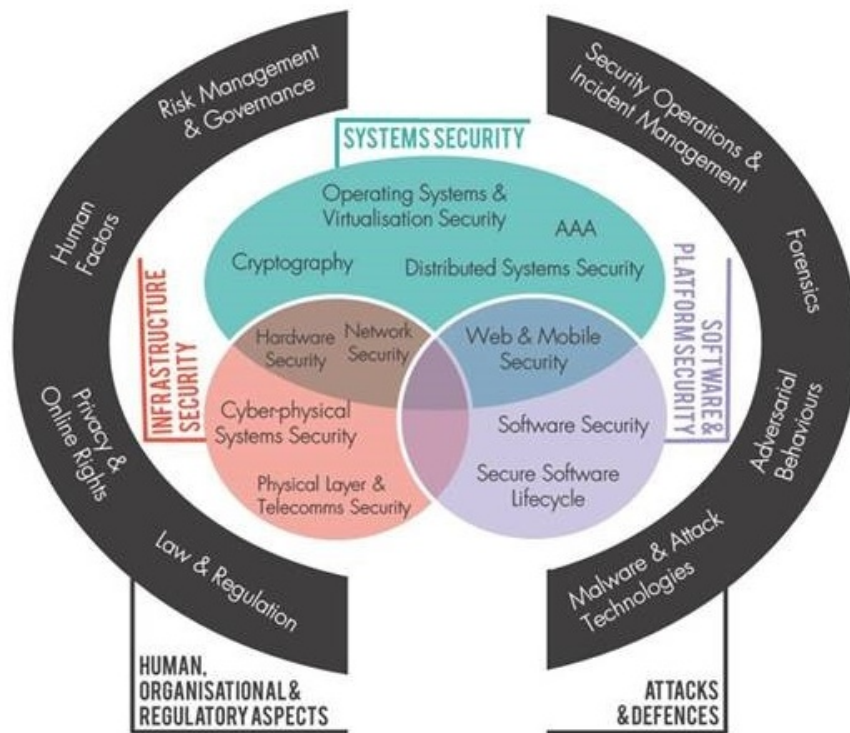 Risk Management
& Governance
Human
Factors
Privacy &
Online Rights
Law & Regulation
HUMAN,
ORGANISATIONAL &
REGULATORY ASPECTS
SYSTEMS SECURITY
Operating Systems &
Virtualisation Security
AAA
Cryptography
Distributed Systems Security
INFRASTRUCTURE
SECURITY
Hardware
Security
Network
Security
Cyber-physical
Systems Security
Physical Layer &
Telecomms Security
Web & Mobile
Security
SOFTWARE &
PLATFORM SECURITY
Software Security
Secure Software
Lifecycle
Security Operations &
Incident Management
Forensics
Adversarial
Behaviours
Malware & Attack
Technologies
ATTACKS
& DEFENCES